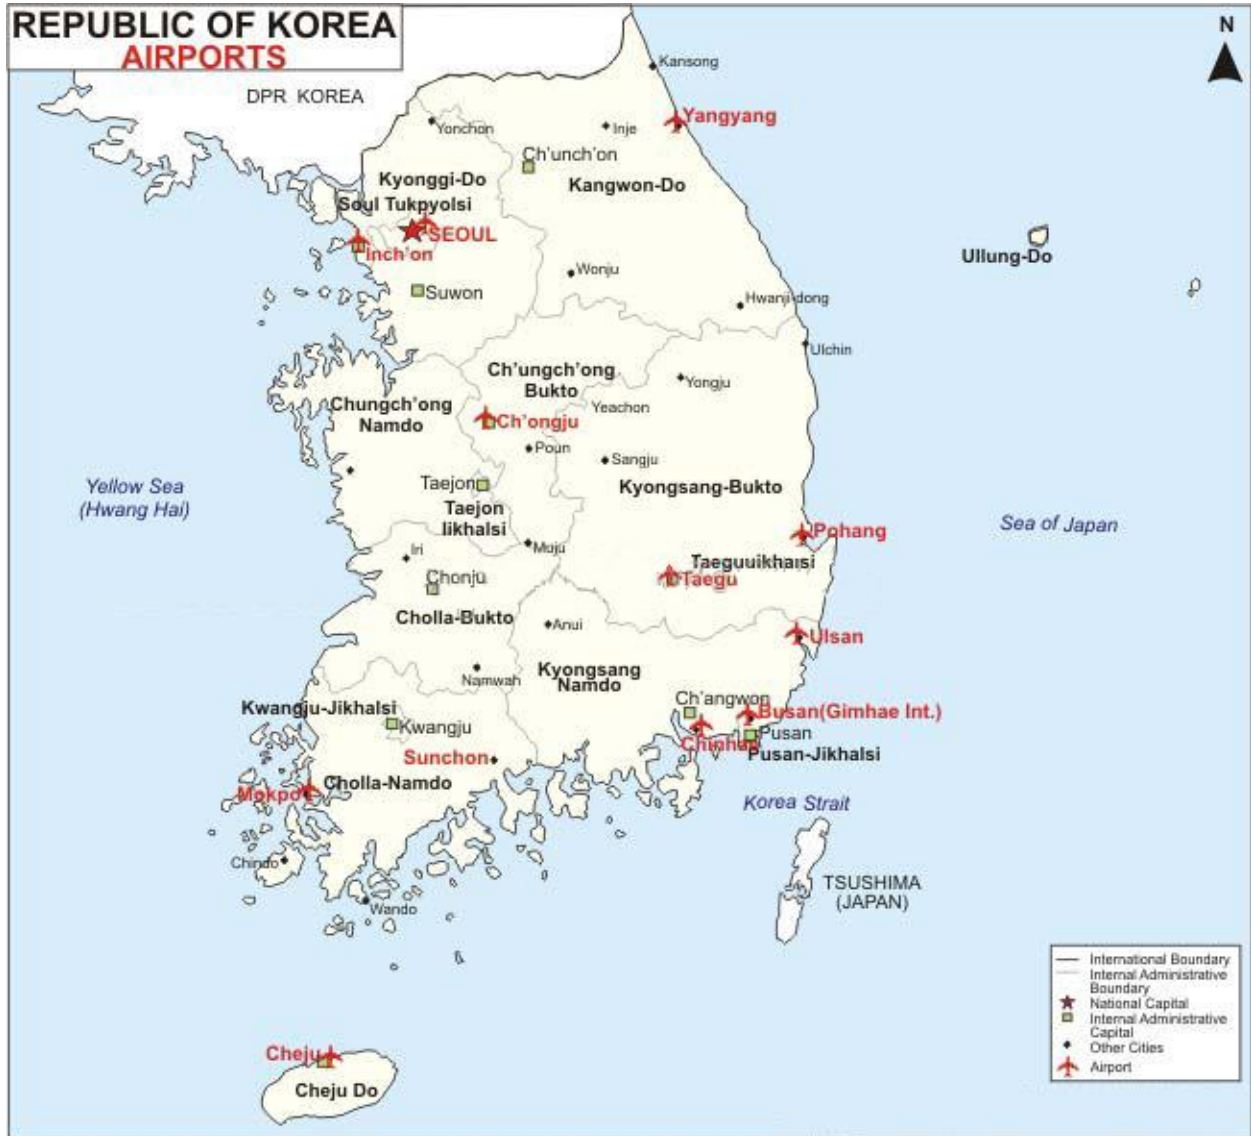 REPUBLIC OF KOREA
AIRPORTS
N
DPR KOREA
Kansong
Yangyang
Yonchon
Inje
Ch'unch'on
Kyonggi-Do
Kangwon-Do
Soul Tukpyolsi
SEOUL
Inch'on
Ullung-Do
Wonju
Suwon
Hwanji-dong
Ulchin
Ch'ungch'ong
Bukto
Yongju
Chungch'ong
Namdo
Yeachon
Ch'ongju
Poun
Sangju
Taejon
Kyongsang-Bukto
Yellow Sea
(Hwang Hai)
Taejon
Iikhalsi
Sea of Japan
Pohang
Iri
Muju
Taeguuikhaisi
Chonju
Taegu
Cholla-Bukto
Anui
Ulsan
Kyongsang
Namdo
Namwah
Ch'angwon
Kwangju-Jikhalsi
Busan(Gimhae Int.)
Kwangju
Pusan
Chinhae
Pusan-Jikhalsi
Sunchon
Cholla-Namdo
Mokpo
Korea Strait
Chindo
TSUSHIMA
(JAPAN)
Wando
International Boundary
Internal Administrative
Boundary
National Capital
Internal Administrative
Capital
Other Cities
Airport
Cheju
Cheju Do